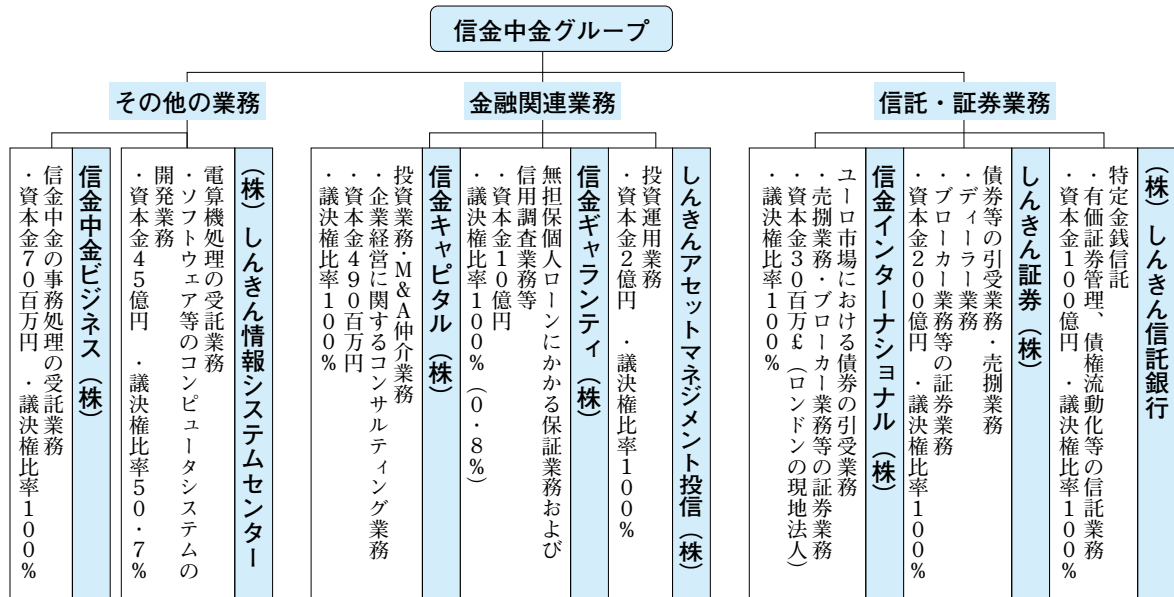 信金中金グループ
信託・証券業務
(株)しんきん信託銀行
特定金銭信託
・有価証券管理、債権流動化等の信託業務
・資本金100億円 ・議決権比率100%
しんきん証券(株)
債券等の引受業務・売捌業務
・ディーラー業務
・ブローカー業務等の証券業務
・資本金200億円 ・議決権比率100%
信金インターナショナル(株)
ユーロ市場における債券の引受業務
・売捌業務・ブローカー業務等の証券業務
・資本金30百万£(ロンドンの現地法人)
・議決権比率100%
金融関連業務
しんきんアセットマネジメント投信(株)
投資運用業務
・資本金2億円 ・議決権比率100%
信金ギャランティ(株)
無担保個人ローンにかかる保証業務および
信用調査業務等
・資本金10億円
・議決権比率100%(0・8%)
信金キャピタル(株)
投資業務・M&A仲介業務
・企業経営に関するコンサルティング業務
・資本金490百万円
・議決権比率100%
その他の業務
(株)しんきん情報システムセンター
電算機処理の受託業務
・ソフトウェア等のコンピュータシステムの
開発業務
・資本金45億円 ・議決権比率50・7%
信金中金ビジネス(株)
信金中金の事務処理の受託業務
・資本金70百万円 ・議決権比率100%